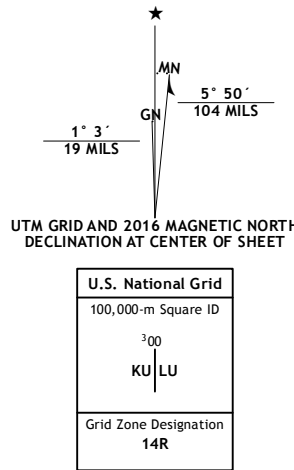 ★
MN
GN
5° 50´
104 MILS
1° 3´
19 MILS
UTM GRID AND 2016 MAGNETIC NORTH
DECLINATION AT CENTER OF SHEET
U.S. National Grid
100,000-m Square ID
³00
KU LU
Grid Zone Designation
14R